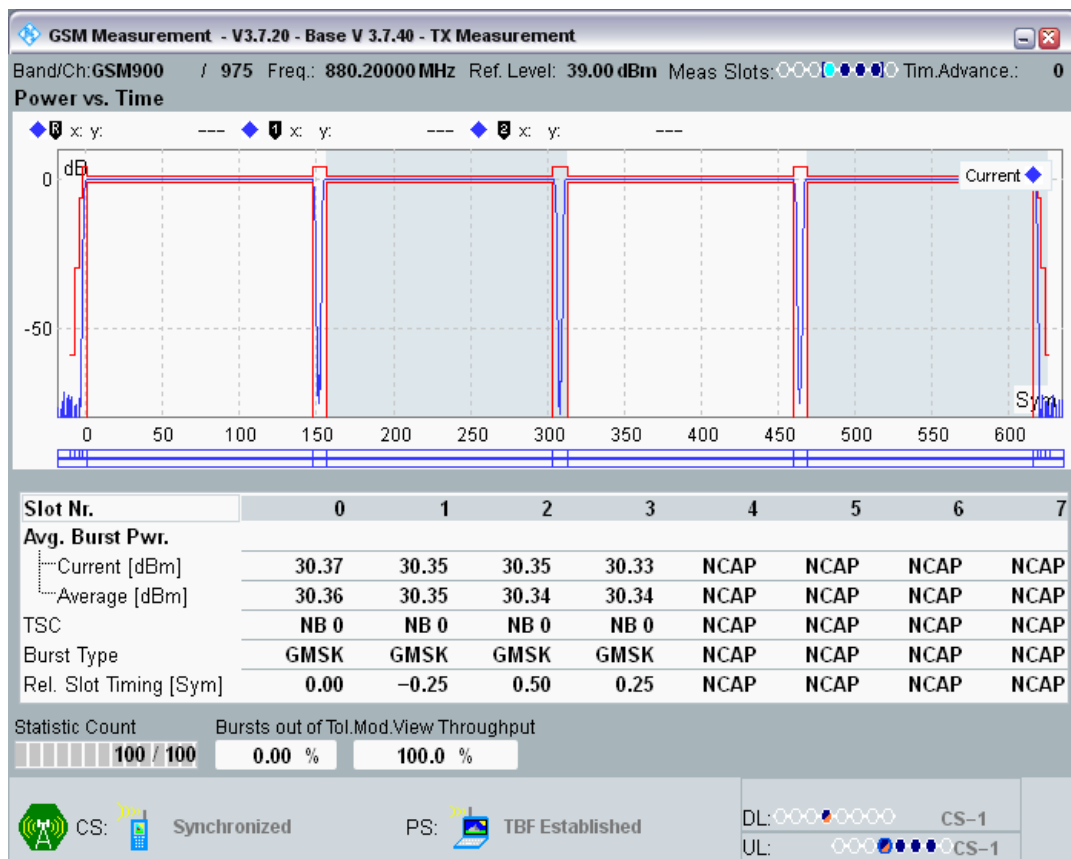 GSM Measurement - V3.7.20 - Base V 3.7.40 - TX Measurement
Band/Ch:GSM900 / 975 Freq.: 880.20000 MHz Ref. Level: 39.00 dBm Meas Slots: Tim.Advance.: 0
Power vs. Time
R x: y: --- 1 x: y: --- 2 x: y: ---
dB
Current
0
-50
Sym
0 50 100 150 200 250 300 350 400 450 500 550 600
Slot Nr. 0 1 2 3 4 5 6 7
Avg. Burst Pwr.
Current [dBm] 30.37 30.35 30.35 30.33 NCAP NCAP NCAP NCAP
Average [dBm] 30.36 30.35 30.34 30.34 NCAP NCAP NCAP NCAP
TSC NB 0 NB 0 NB 0 NB 0 NCAP NCAP NCAP NCAP
Burst Type GMSK GMSK GMSK GMSK NCAP NCAP NCAP NCAP
Rel. Slot Timing [Sym] 0.00 −0.25 0.50 0.25 NCAP NCAP NCAP NCAP
Statistic Count Bursts out of Tol.Mod.View Throughput
100 / 100 0.00 % 100.0 %
CS: Synchronized PS: TBF Established
DL: CS−1
UL: CS−1